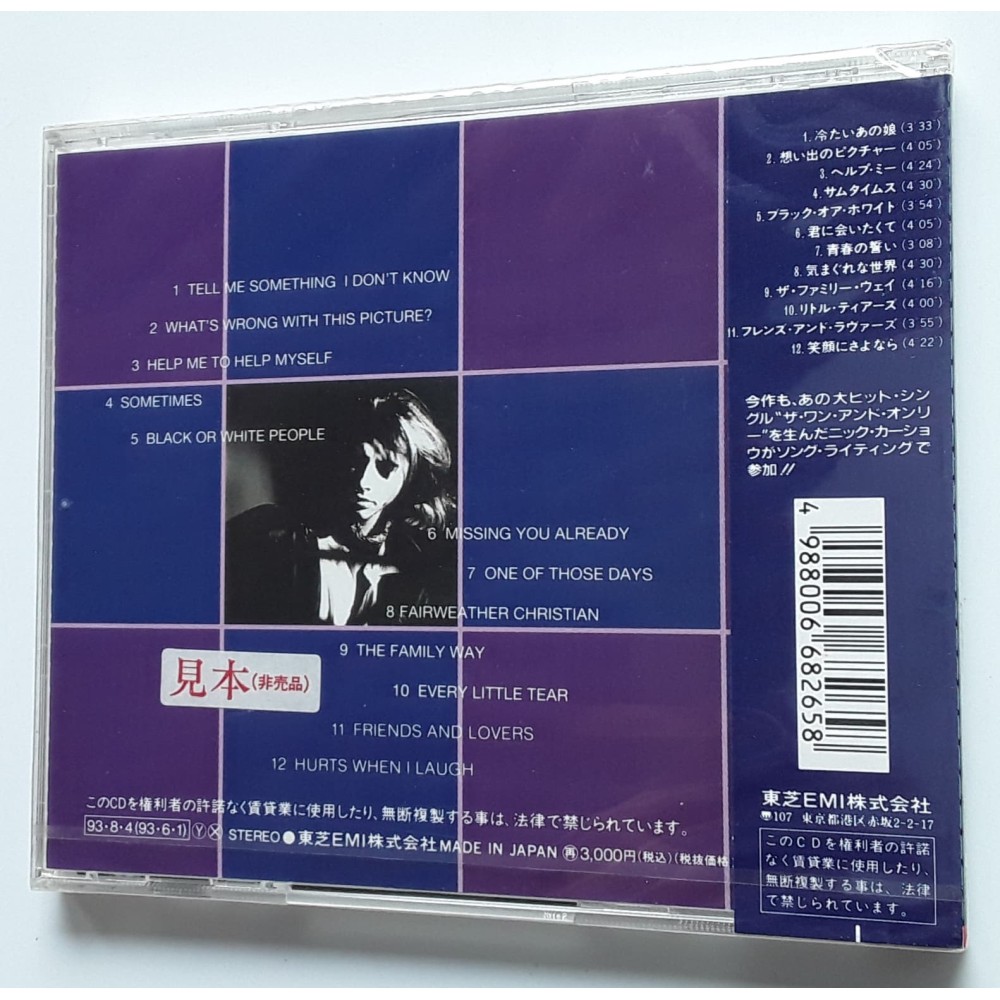 1 TELL ME SOMETHING I DON'T KNOW
2 WHAT'S WRONG WITH THIS PICTURE?
3 HELP ME TO HELP MYSELF
4 SOMETIMES
5 BLACK OR WHITE PEOPLE
6 MISSING YOU ALREADY
7 ONE OF THOSE DAYS
8 FAIRWEATHER CHRISTIAN
9 THE FAMILY WAY
10 EVERY LITTLE TEAR
11 FRIENDS AND LOVERS
12 HURTS WHEN I LAUGH
見本(非売品)
このCDを権利者の許諾なく賃貸業に使用したり、無断複製する事は、法律で禁じられています。
93・8・4(93・6・1) Ⓨ Ⓧ STEREO ● 東芝EMI株式会社 MADE IN JAPAN ㊢3,000円(税込)(税抜価格
1. 冷たいあの娘 (3'33")
2. 想い出のピクチャー (4'05")
3. ヘルプ・ミー (4'24")
4. サムタイムス (4'30")
5. ブラック・オア・ホワイト (3'54")
6. 君に会いたくて (4'05")
7. 青春の誓い (3'08")
8. 気まぐれな世界 (4'30")
9. ザ・ファミリー・ウェイ (4'16")
10. リトル・ティアーズ (4'00")
11. フレンズ・アンド・ラヴァーズ (3'55")
12. 笑顔にさよなら (4'22")
今作も、あの大ヒット・シン
グル"ザ・ワン・アンド・オンリ
ー"を生んだニック・カーショ
ウがソング・ライティングで
参加!!
4 988006 682658
東芝EMI株式会社
〒107 東京都港区赤坂2-2-17
このCDを権利者の許諾
なく賃貸業に使用したり、
無断複製する事は、法律
で禁じられています。